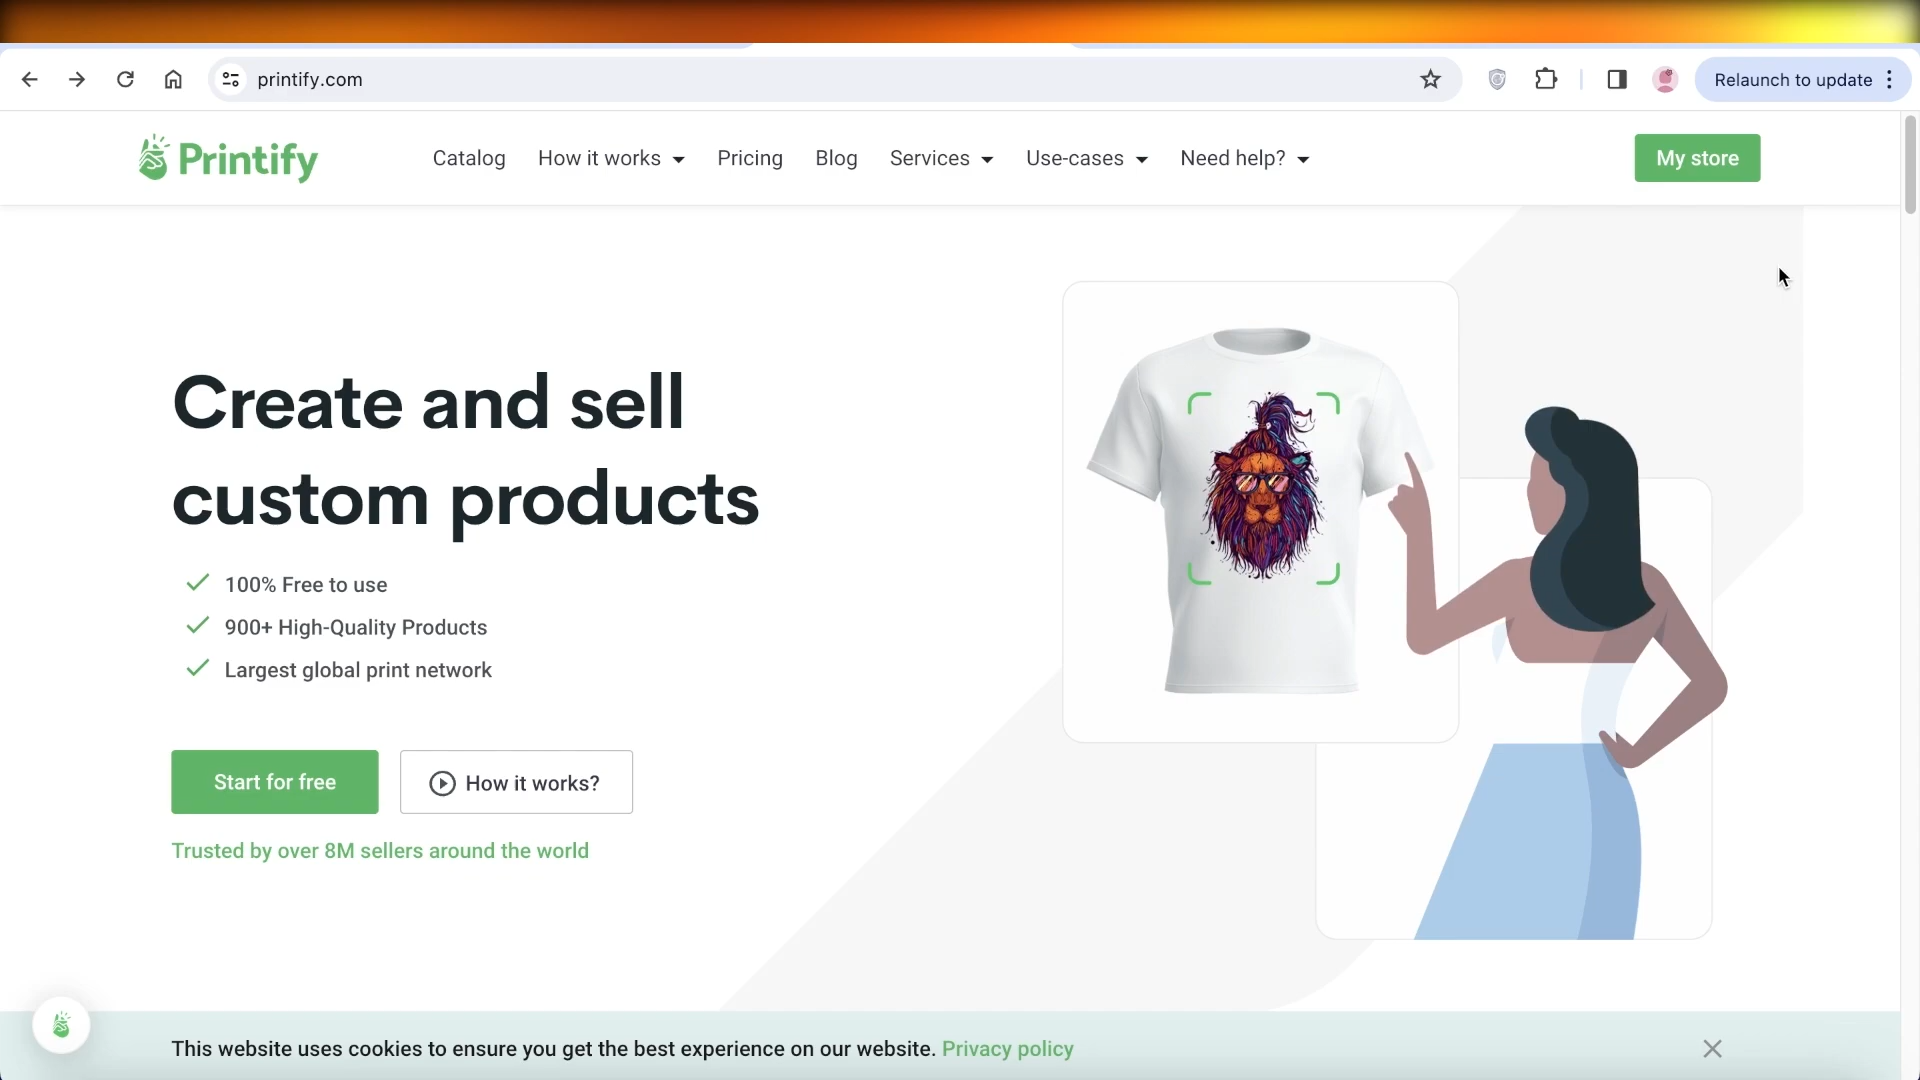 printify.com
Relaunch to update
Printify
Catalog
How it works
Pricing
Blog
Services
Use-cases
Need help?
My store
Create and sell
custom products
100% Free to use
900+ High-Quality Products
Largest global print network
Start for free
How it works?
Trusted by over 8M sellers around the world
This website uses cookies to ensure you get the best experience on our website. Privacy policy